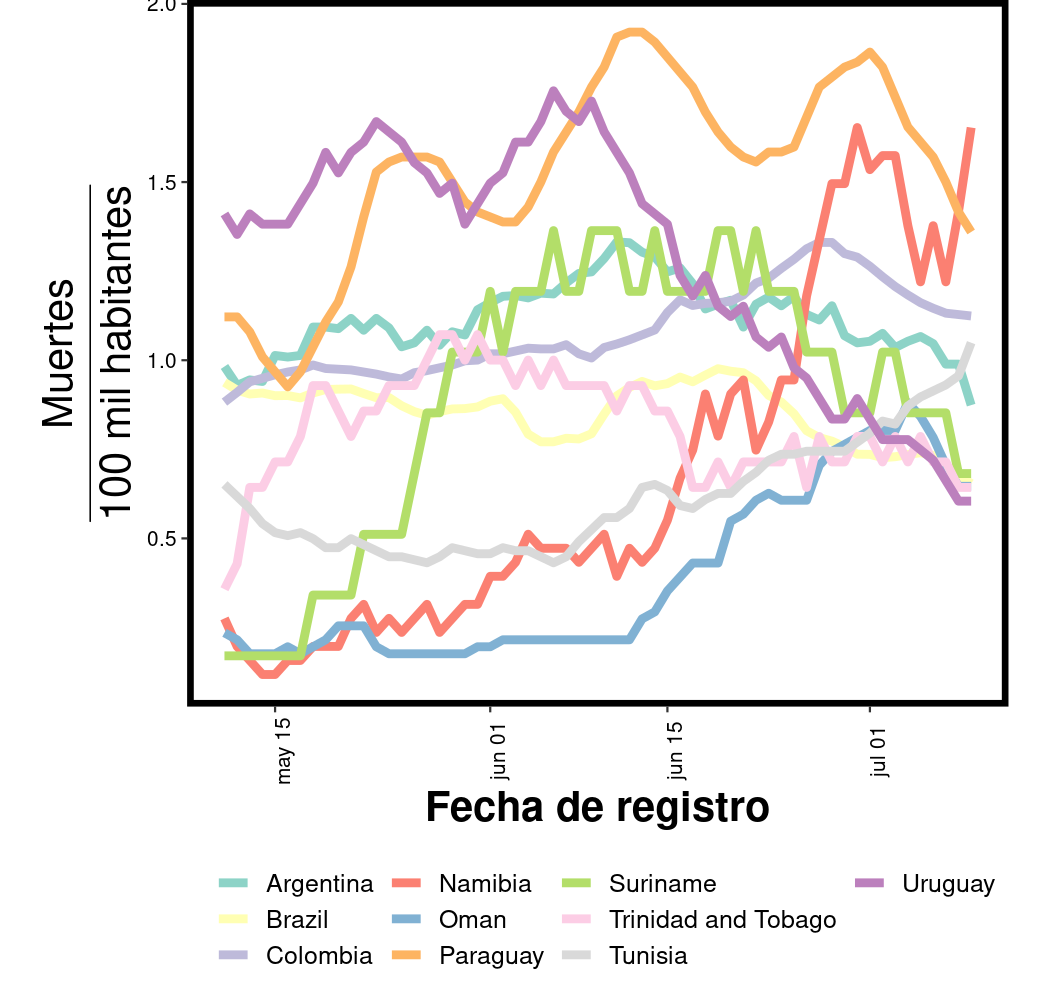 2.0
1.5
1.0
0.5
Muertes
100 mil habitantes
may 15
jun 01
jun 15
jul 01
Fecha de registro
Argentina
Namibia
Suriname
Uruguay
Brazil
Oman
Trinidad and Tobago
Colombia
Paraguay
Tunisia